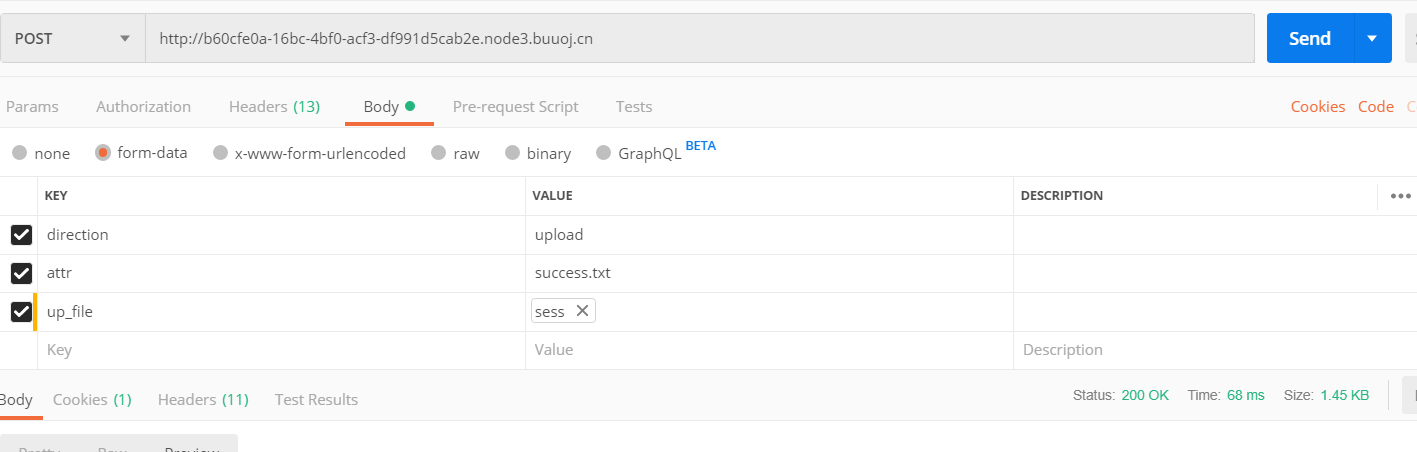 POST http://b60cfe0a-16bc-4bf0-acf3-df991d5cab2e.node3.buuoj.cn Send
Params Authorization Headers (13) Body Pre-request Script Tests Cookies Code
none form-data x-www-form-urlencoded raw binary GraphQL BETA
KEY VALUE DESCRIPTION
direction upload
attr success.txt
up_file sess
Key Value Description
Body Cookies (1) Headers (11) Test Results Status: 200 OK Time: 68 ms Size: 1.45 KB
Pretty Raw Preview